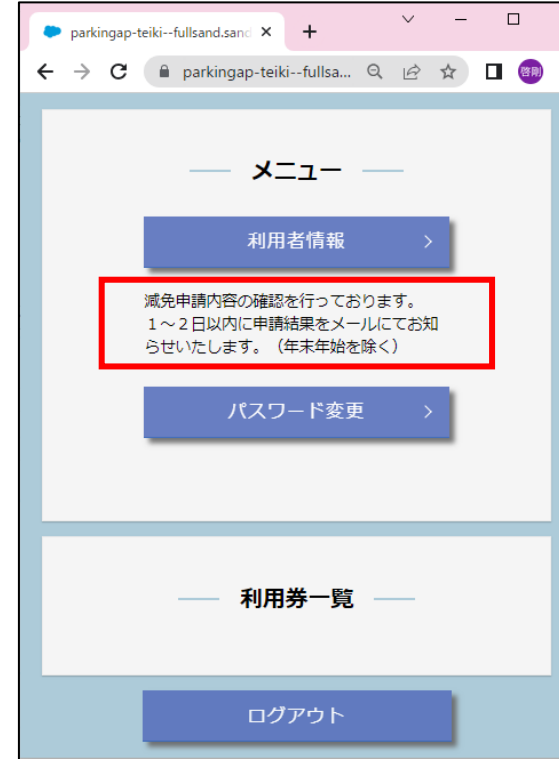 parkingap-teiki--fullsand.sand
parkingap-teiki--fullsa...
啓剛
メニュー
利用者情報
減免申請内容の確認を行っております。
１～２日以内に申請結果をメールにてお知
らせいたします。（年末年始を除く）
パスワード変更
利用券一覧
ログアウト